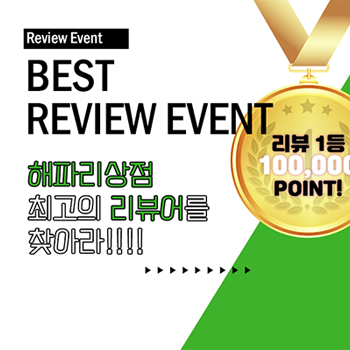 Review Event
BEST
REVIEW EVENT
리뷰 1등
100,000
POINT!
해파리상점
최고의 리뷰어를
찾아라!!!!